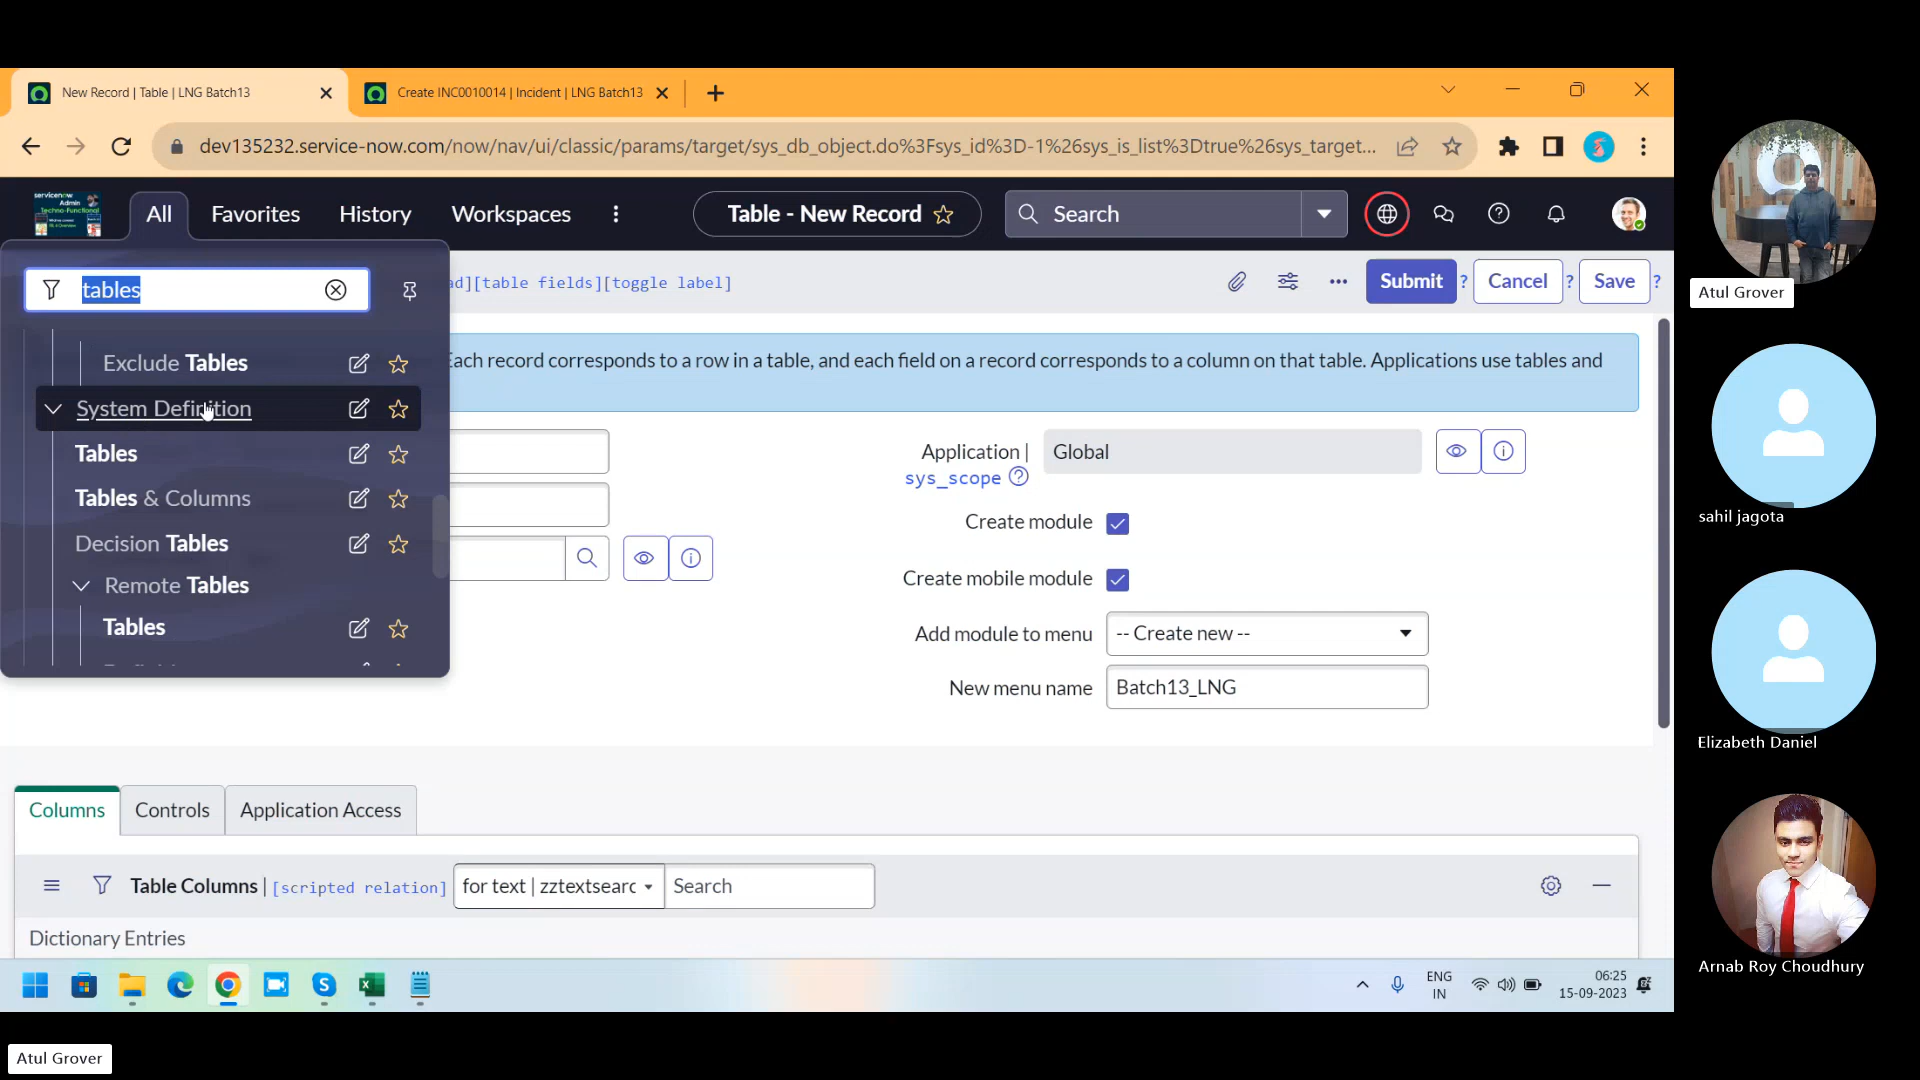 New Record | Table | LNG Batch13
Create INC0010014 | Incident | LNG Batch13
dev135232.service-now.com/now/nav/ui/classic/params/target/sys_db_object.do%3Fsys_id%3D-1%26sys_is_list%3Dtrue%26sys_target...
servicenow
Admin
Techno-Functional
All
Favorites
History
Workspaces
Table - New Record
Search
tables
ad][table fields][toggle label]
Submit ?
Cancel ?
Save ?
Exclude Tables
System Definition
Tables
Tables & Columns
Decision Tables
Remote Tables
Tables
Each record corresponds to a row in a table, and each field on a record corresponds to a column on that table. Applications use tables and
Application | Global
sys_scope
Create module
Create mobile module
Add module to menu -- Create new --
New menu name Batch13_LNG
Columns
Controls
Application Access
Table Columns | [scripted relation] for text | zztextsearc Search
Dictionary Entries
ENG
IN
06:25
15-09-2023
Atul Grover
sahil jagota
Elizabeth Daniel
Arnab Roy Choudhury
Atul Grover